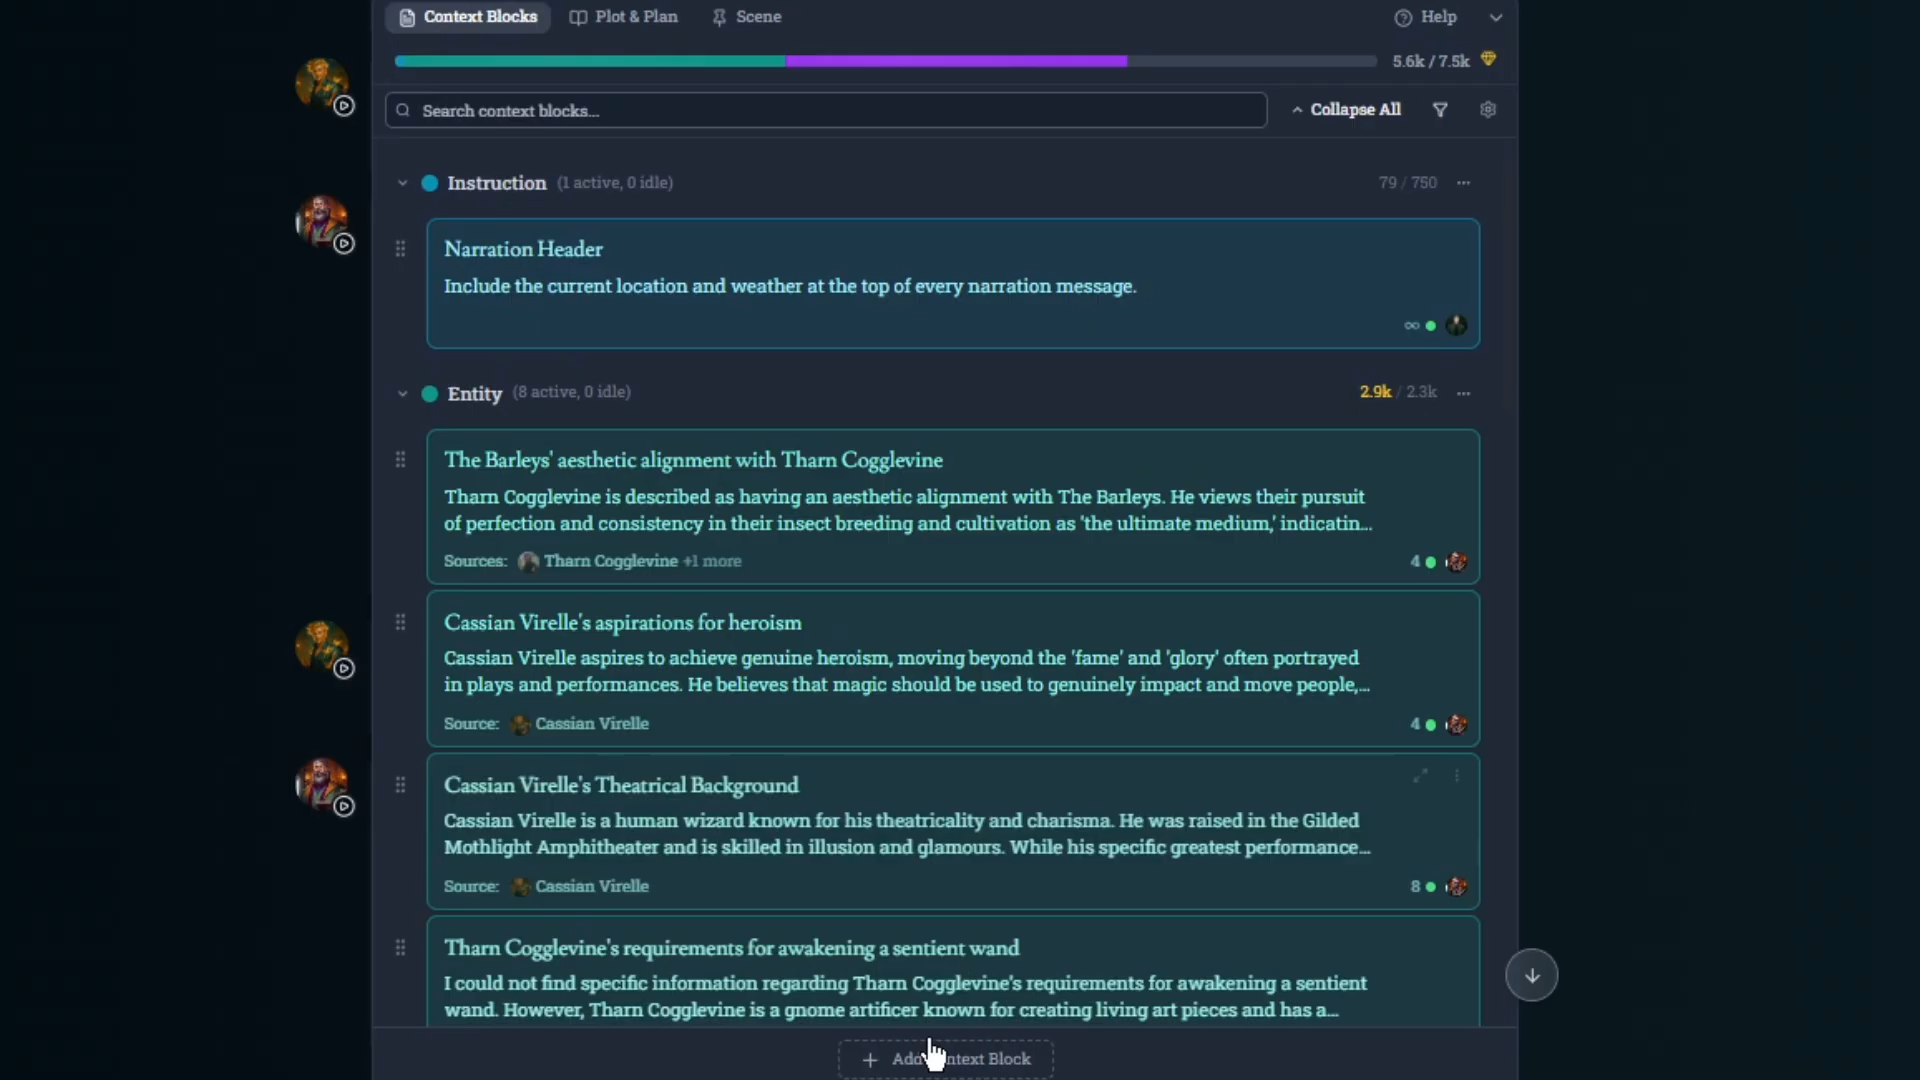 Context Blocks Plot & Plan Scene Help
5.6k / 7.5k
Search context blocks... Collapse All
Instruction (1 active, 0 idle) 79 / 750
Narration Header
Include the current location and weather at the top of every narration message.
∞
Entity (8 active, 0 idle) 2.9k / 2.3k
The Barleys' aesthetic alignment with Tharn Cogglevine
Tharn Cogglevine is described as having an aesthetic alignment with The Barleys. He views their pursuit
of perfection and consistency in their insect breeding and cultivation as 'the ultimate medium,' indicatin...
Sources: Tharn Cogglevine +1 more 4
Cassian Virelle's aspirations for heroism
Cassian Virelle aspires to achieve genuine heroism, moving beyond the 'fame' and 'glory' often portrayed
in plays and performances. He believes that magic should be used to genuinely impact and move people,...
Source: Cassian Virelle 4
Cassian Virelle's Theatrical Background
Cassian Virelle is a human wizard known for his theatricality and charisma. He was raised in the Gilded
Mothlight Amphitheater and is skilled in illusion and glamours. While his specific greatest performance...
Source: Cassian Virelle 8
Tharn Cogglevine's requirements for awakening a sentient wand
I could not find specific information regarding Tharn Cogglevine's requirements for awakening a sentient
wand. However, Tharn Cogglevine is a gnome artificer known for creating living art pieces and has a...
+ Add Context Block